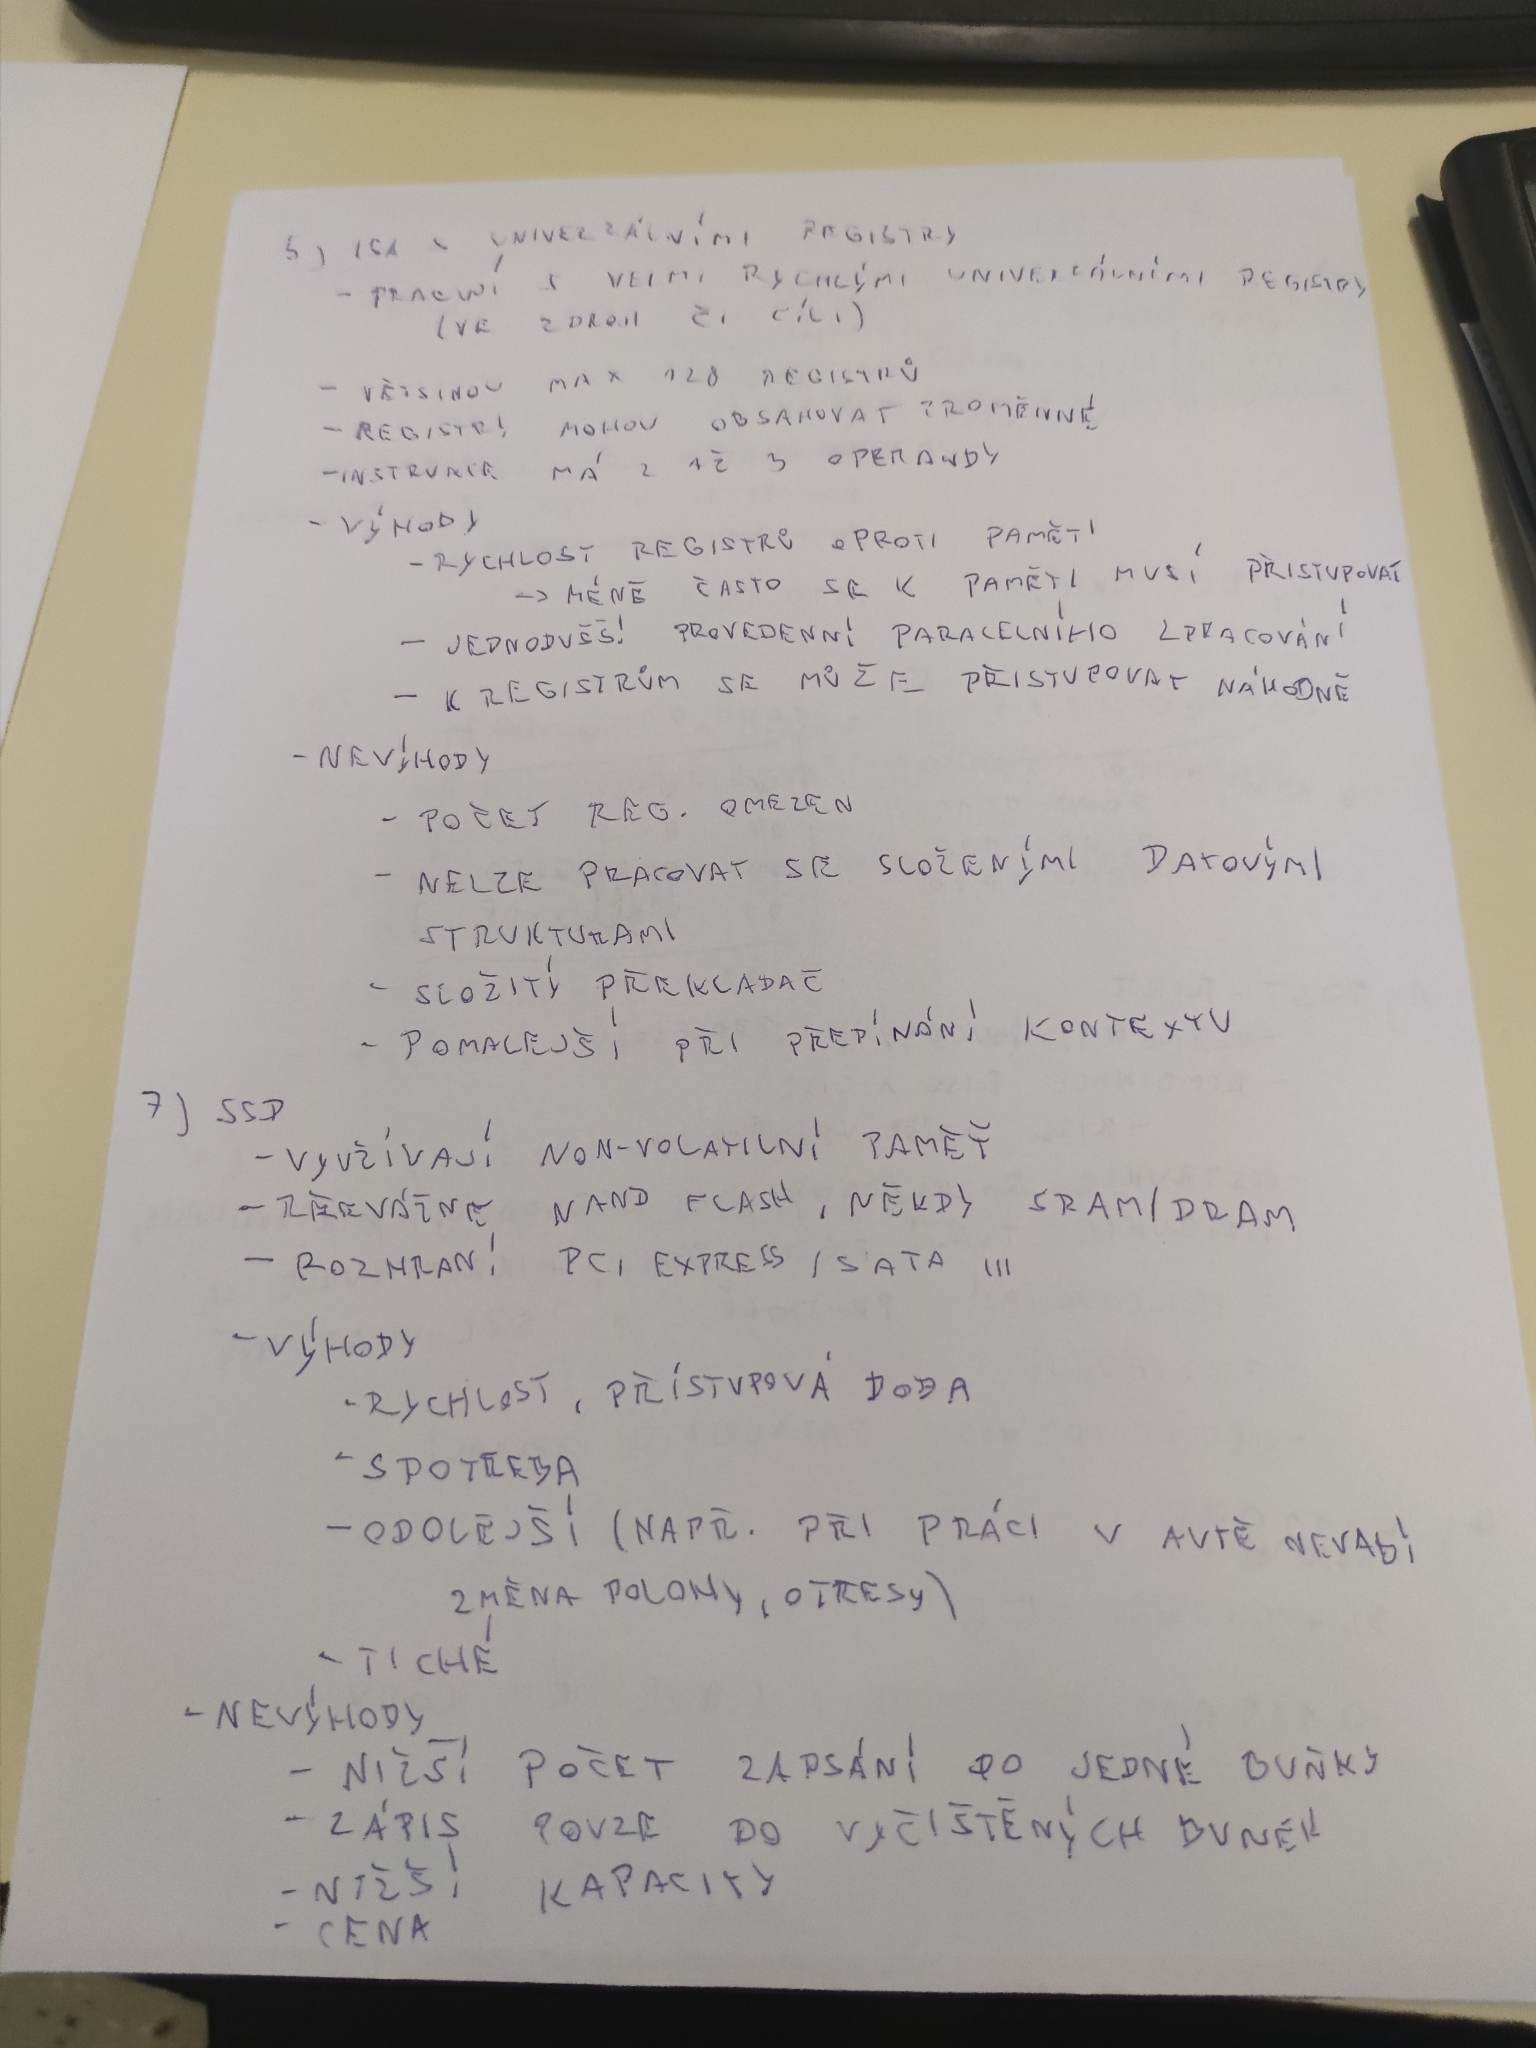 5) ISA S UNIVERZÁLNÍMI REGISTRY
- PRACUJÍ S VELMI RYCHLÝMI UNIVERZÁLNÍMI REGISTRY
(VE ZDROJI ČI CÍLI)
- VĚTŠINOU MAX 128 REGISTRŮ
- REGISTRY MOHOU OBSAHOVAT PROMĚNNÉ
- INSTRUKCE MÁ 2 AŽ 3 OPERANDY
- VÝHODY
- RYCHLOST REGISTRŮ OPROTI PAMĚTI
-> MÉNĚ ČASTO SE K PAMĚTI MUSÍ PŘISTUPOVAT
- JEDNODUŠŠÍ PROVEDENNÍ PARALELNÍHO ZPRACOVÁNÍ
- K REGISTRŮM SE MŮŽE PŘISTUPOVAT NÁHODNĚ
- NEVÝHODY
- POČET REG. OMEZEN
- NELZE PRACOVAT SE SLOŽENÝMI DATOVÝMI
STRUKTURAMI
- SLOŽITÝ PŘEKLADAČ
- POMALEJŠÍ PŘI PŘEPÍNÁNÍ KONTEXTU
7) SSD
- VYUŽÍVAJÍ NON-VOLATILNÍ PAMĚŤ
- PŘEVÁŽNĚ NAND FLASH, NĚKDY SRAM/DRAM
- ROZHRANÍ PCI EXPRESS / SATA III
- VÝHODY
- RYCHLOST, PŘÍSTUPOVÁ DOBA
- SPOTŘEBA
- ODOLEJŠÍ (NAPŘ. PŘI PRÁCI V AUTĚ NEVADÍ
ZMĚNA POLOHY, OTŘESY)
- TICHÉ
- NEVÝHODY
- NIŽŠÍ POČET ZAPSÁNÍ DO JEDNÉ BUŇKY
- ZÁPIS POUZE DO VYČIŠTĚNÝCH BUNĚK
- NIŽŠÍ KAPACITY
- CENA